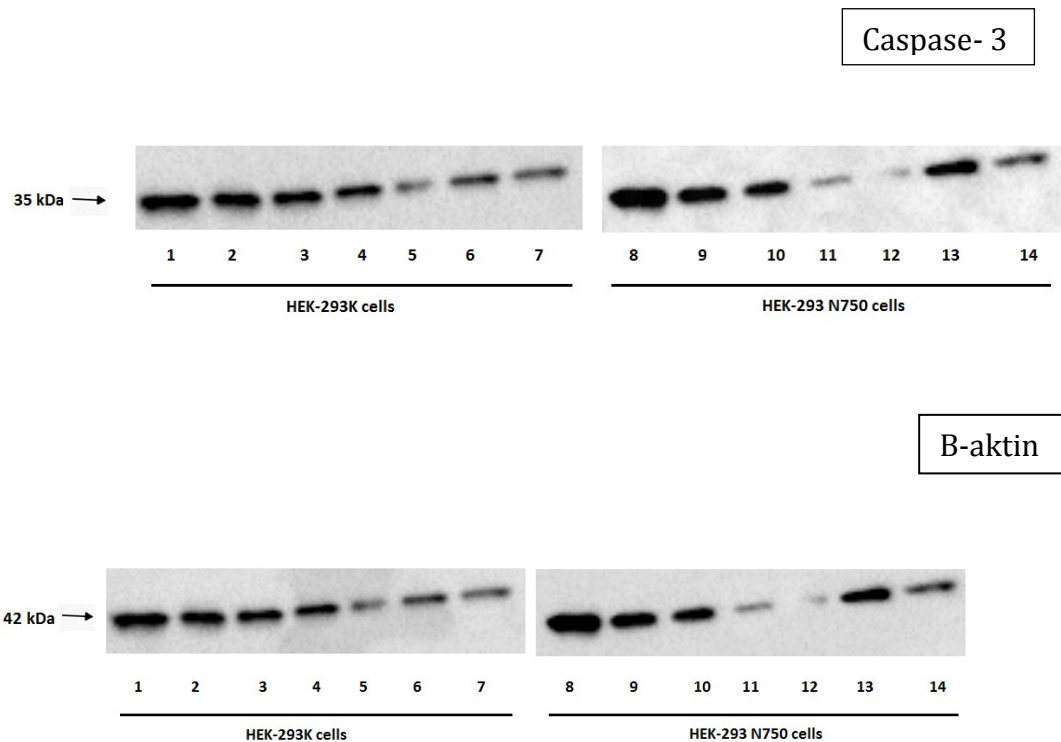 Caspase- 3
35 kDa
1 2 3 4 5 6 7 8 9 10 11 12 13 14
HEK-293K cells HEK-293 N750 cells
B-aktin
42 kDa
1 2 3 4 5 6 7 8 9 10 11 12 13 14
HEK-293K cells HEK-293 N750 cells